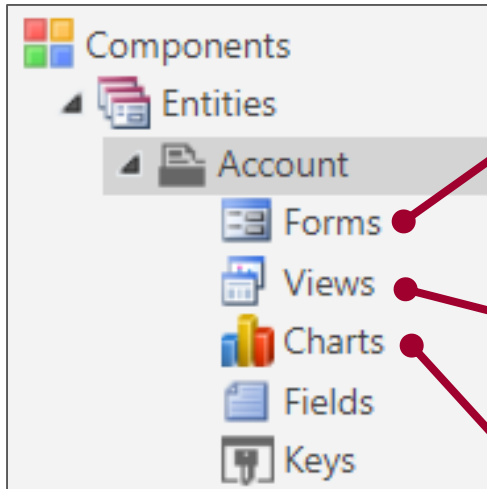 Components
Entities
Account
Forms
Views
Charts
Fields
Keys